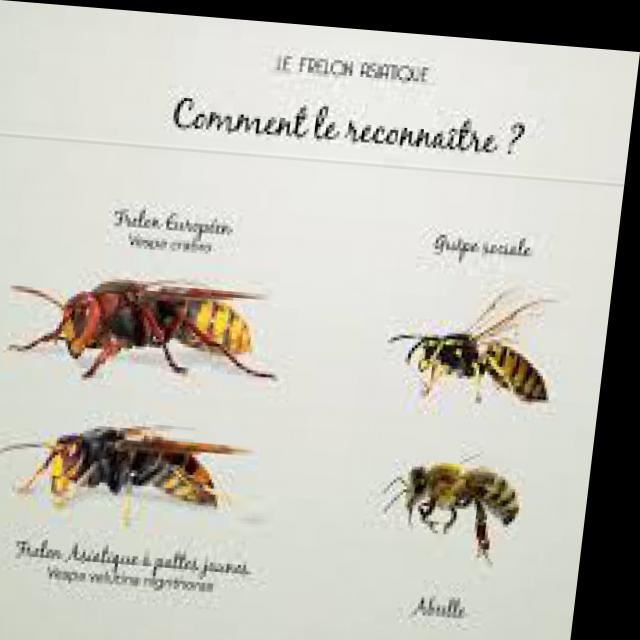 LE FRELON ASIATIQUE
Comment le reconnaître ?
Frelon Européen
Vespa crabro
Guêpe sociale
Frelon Asiatique à pattes jaunes
Vespa velutina nigrithorax
Abeille